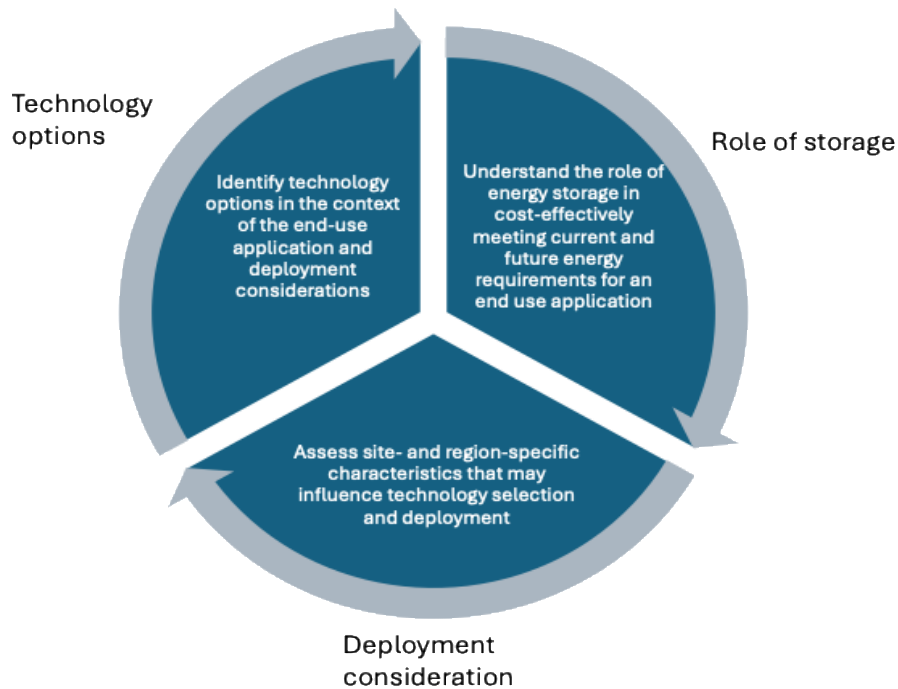 Technology
options
Role of storage
Identify technology
options in the context
of the end-use
application and
deployment
considerations
Understand the role of
energy storage in
cost-effectively
meeting current and
future energy
requirements for an
end use application
Assess site- and region-specific
characteristics that may
influence technology selection
and deployment
Deployment
consideration